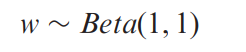 w ∼ Beta(1, 1)